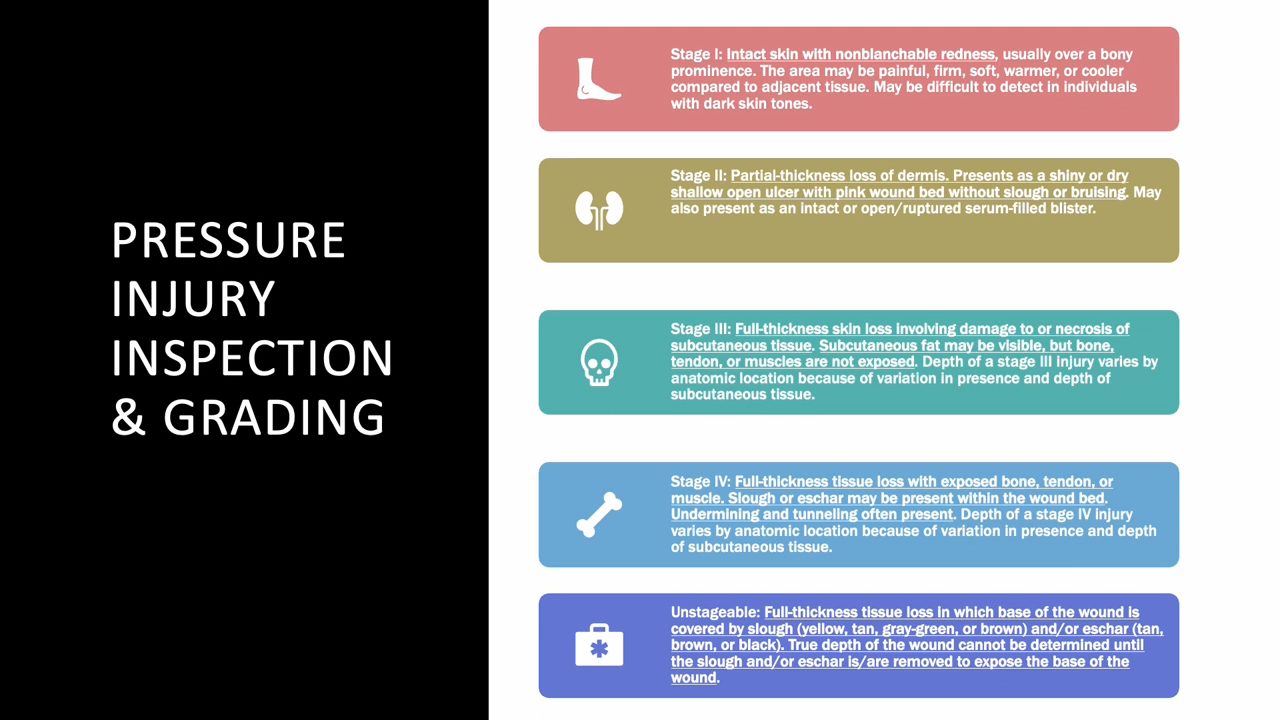 PRESSURE
INJURY
INSPECTION
& GRADING
Stage I: Intact skin with nonblanchable redness, usually over a bony
prominence. The area may be painful, firm, soft, warmer, or cooler
compared to adjacent tissue. May be difficult to detect in individuals
with dark skin tones.
Stage II: Partial-thickness loss of dermis. Presents as a shiny or dry
shallow open ulcer with pink wound bed without slough or bruising. May
also present as an intact or open/ruptured serum-filled blister.
Stage III: Full-thickness skin loss involving damage to or necrosis of
subcutaneous tissue. Subcutaneous fat may be visible, but bone,
tendon, or muscles are not exposed. Depth of a stage III injury varies by
anatomic location because of variation in presence and depth of
subcutaneous tissue.
Stage IV: Full-thickness tissue loss with exposed bone, tendon, or
muscle. Slough or eschar may be present within the wound bed.
Undermining and tunneling often present. Depth of a stage IV injury
varies by anatomic location because of variation in presence and depth
of subcutaneous tissue.
Unstageable: Full-thickness tissue loss in which base of the wound is
covered by slough (yellow, tan, gray-green, or brown) and/or eschar (tan,
brown, or black). True depth of the wound cannot be determined until
the slough and/or eschar is/are removed to expose the base of the
wound.